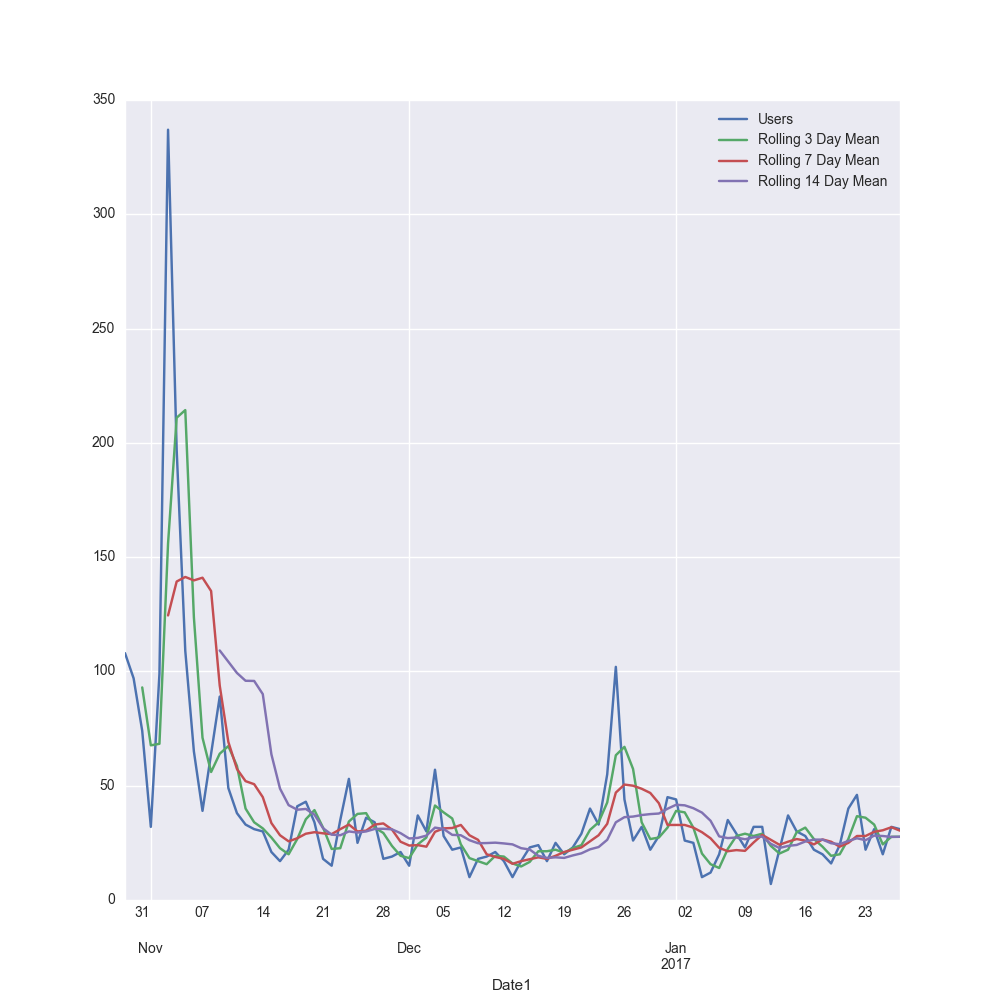 350
Users
Rolling 3 Day Mean
Rolling 7 Day Mean
Rolling 14 Day Mean
300
250
200
150
100
50
0
31 07 14 21 28 05 12 19 26 02 09 16 23
Nov Dec Jan
2017
Date1